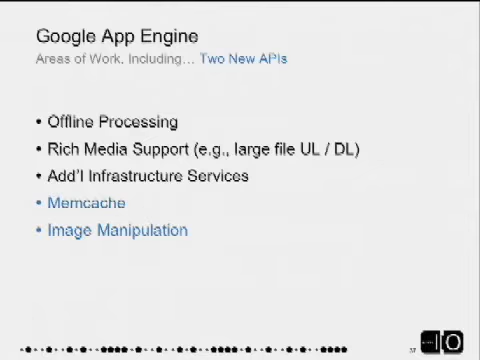 Google App Engine
Areas of Work, Including... Two New APIs
• Offline Processing
• Rich Media Support (e.g., large file UL / DL)
• Add'l Infrastructure Services
• Memcache
• Image Manipulation
IO